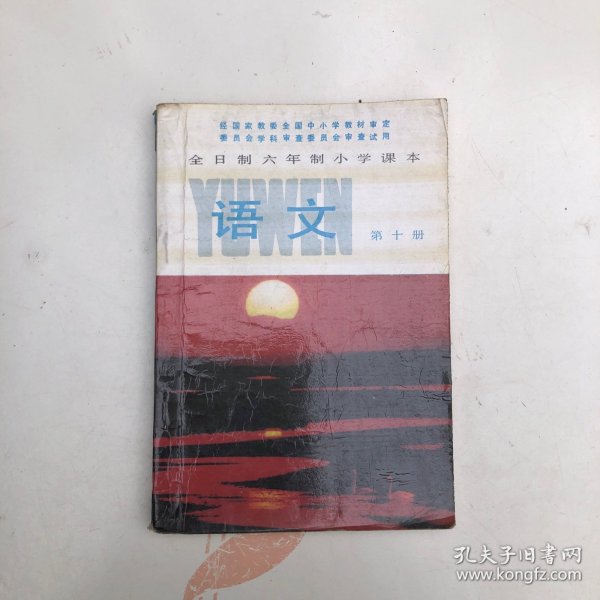 经国家教委全国中小学教材审定
委员会学科审查委员会审查试用
全日制六年制小学课本
YUWEN
语文
第十册
孔夫子旧书网
www.kongfz.com